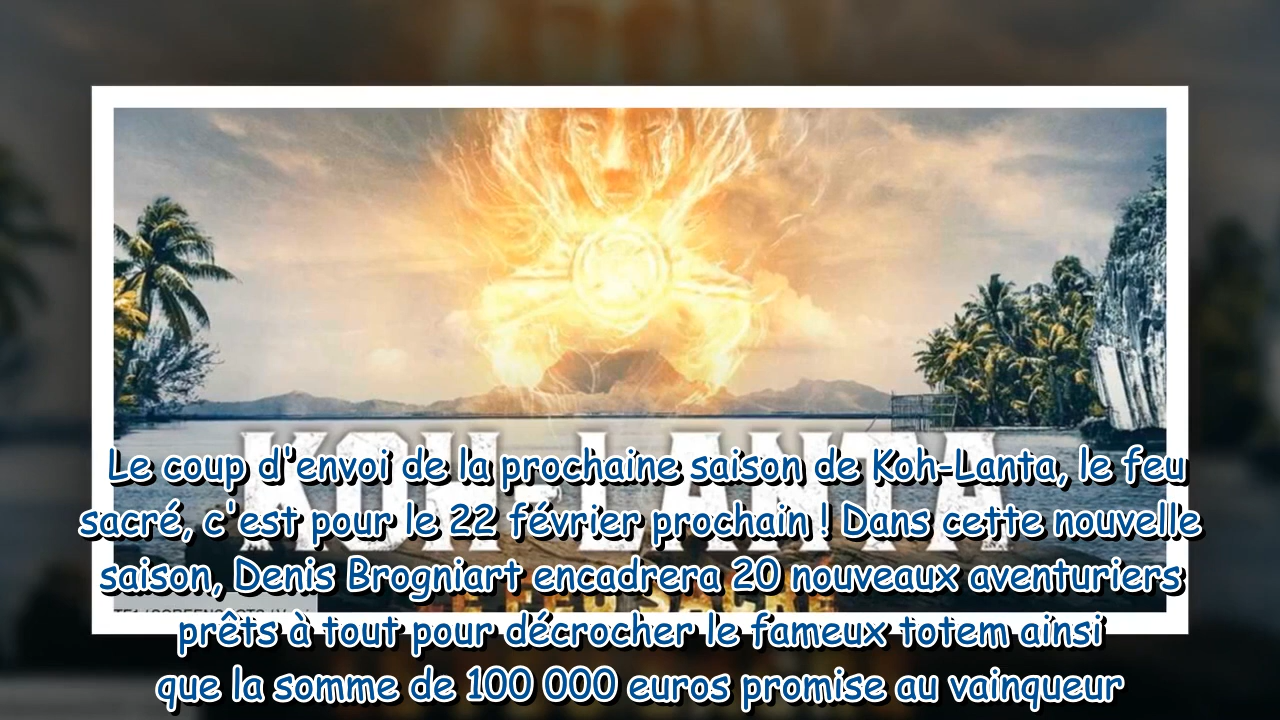 KOH-LANTA
Le coup d'envoi de la prochaine saison de Koh-Lanta, le feu
sacré, c'est pour le 22 février prochain ! Dans cette nouvelle
saison, Denis Brogniart encadrera 20 nouveaux aventuriers
prêts à tout pour décrocher le fameux totem ainsi
que la somme de 100 000 euros promise au vainqueur